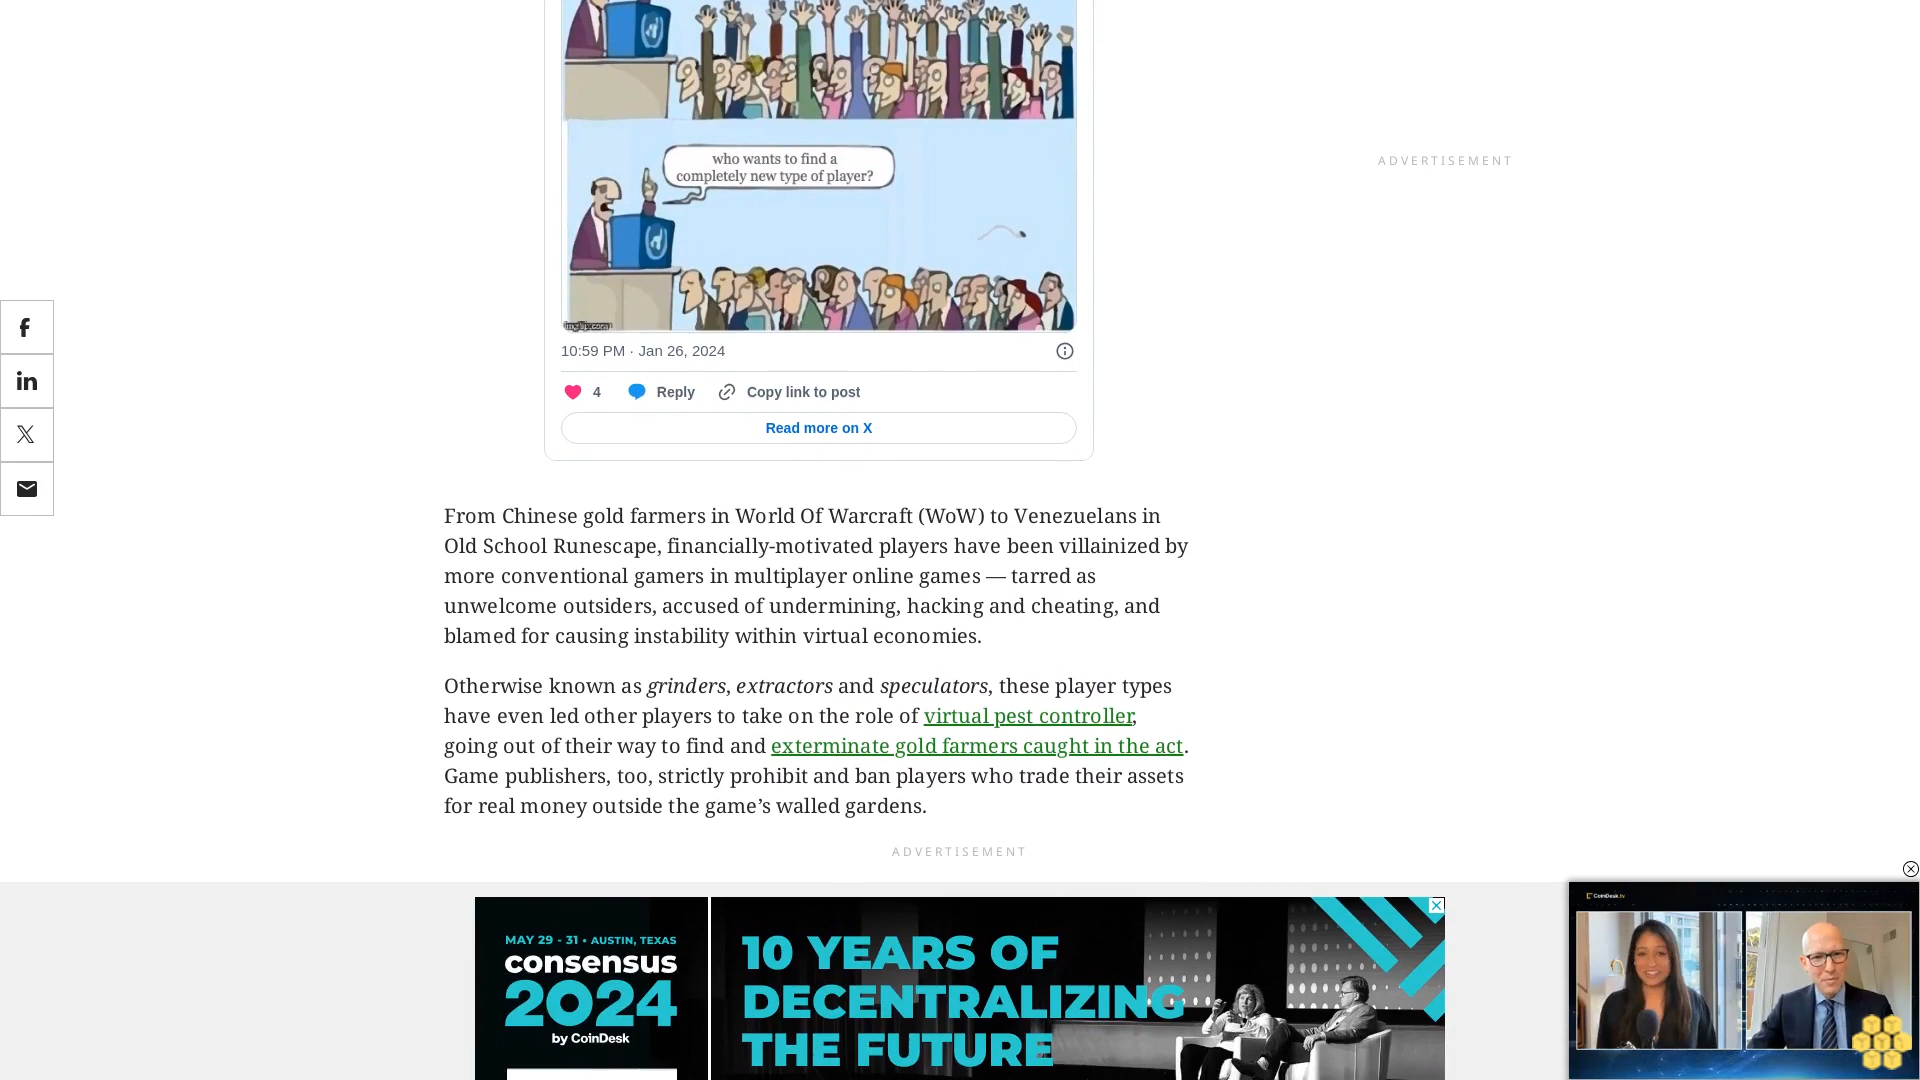 who wants to find a
completely new type of player?
imgflip.com
10:59 PM · Jan 26, 2024
4 Reply Copy link to post
Read more on X
ADVERTISEMENT
From Chinese gold farmers in World Of Warcraft (WoW) to Venezuelans in
Old School Runescape, financially-motivated players have been villainized by
more conventional gamers in multiplayer online games — tarred as
unwelcome outsiders, accused of undermining, hacking and cheating, and
blamed for causing instability within virtual economies.
Otherwise known as grinders, extractors and speculators, these player types
have even led other players to take on the role of virtual pest controller,
going out of their way to find and exterminate gold farmers caught in the act.
Game publishers, too, strictly prohibit and ban players who trade their assets
for real money outside the game’s walled gardens.
ADVERTISEMENT
MAY 29 - 31 • AUSTIN, TEXAS
consensus
2024
by CoinDesk
10 YEARS OF
DECENTRALIZING
THE FUTURE
CoinDesk.tv